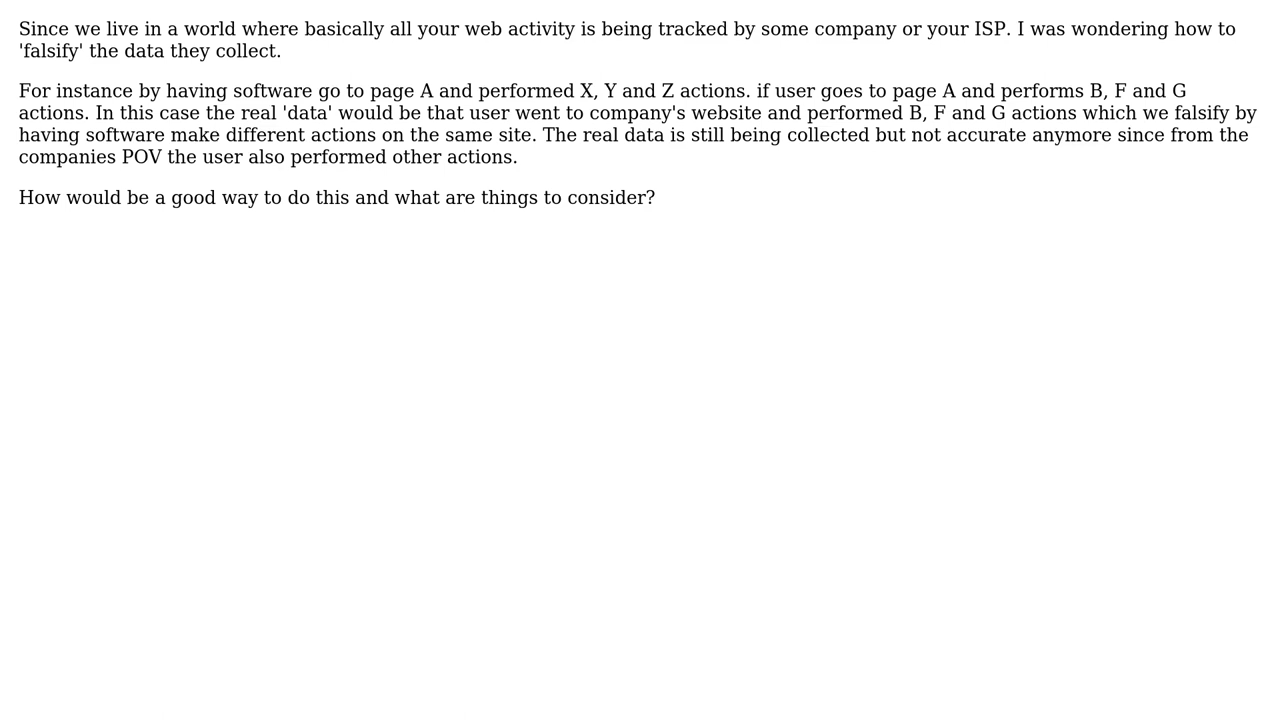 Since we live in a world where basically all your web activity is being tracked by some company or your ISP. I was wondering how to
'falsify' the data they collect.
For instance by having software go to page A and performed X, Y and Z actions. if user goes to page A and performs B, F and G
actions. In this case the real 'data' would be that user went to company's website and performed B, F and G actions which we falsify by
having software make different actions on the same site. The real data is still being collected but not accurate anymore since from the
companies POV the user also performed other actions.
How would be a good way to do this and what are things to consider?